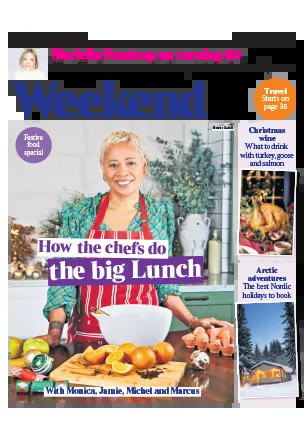 Mariella Frostrup on turning 60
Weekend
Travel
Starts on
page 35
Festive
food
special
Christmas
wine
What to drink
with turkey, goose
and salmon
How the chefs do
the big Lunch
Arctic
adventures
The best Nordic
holidays to book
With Monica, Jamie, Michel and Marcus